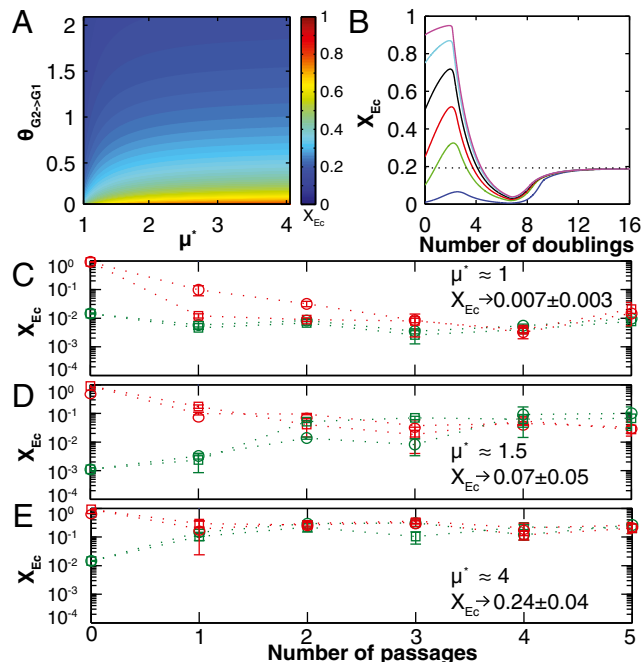 A
θG2->G1
2
1.5
1
0.5
0
1 2 3 4
μ*
1
0.8
0.6
0.4
0.2
0
XEc
B
XEc
1
0.8
0.6
0.4
0.2
0
0 4 8 12 16
Number of doublings
C
XEc
10⁰
10⁻¹
10⁻²
10⁻³
10⁻⁴
μ* ≈ 1
XEc→0.007±0.003
D
XEc
10⁰
10⁻¹
10⁻²
10⁻³
10⁻⁴
μ* ≈ 1.5
XEc→0.07±0.05
E
XEc
10⁰
10⁻¹
10⁻²
10⁻³
10⁻⁴
μ* ≈ 4
XEc→0.24±0.04
0 1 2 3 4 5
Number of passages